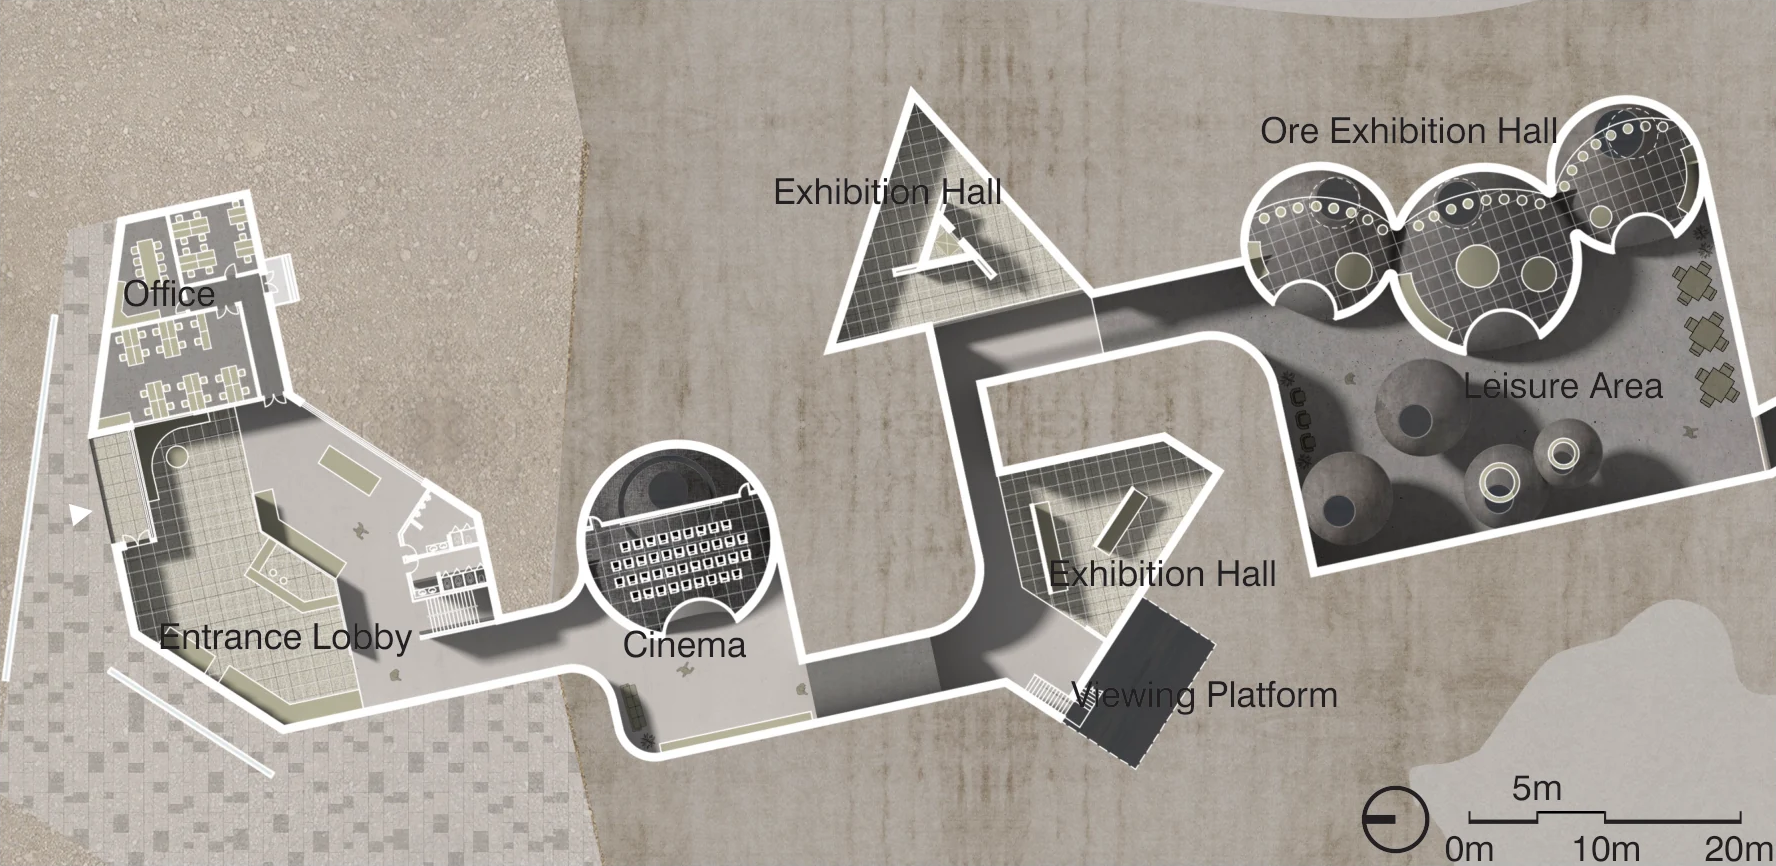 Ore Exhibition Hall
Exhibition Hall
Office
Leisure Area
Exhibition Hall
Entrance Lobby
Cinema
Viewing Platform
5m
0m 10m 20m